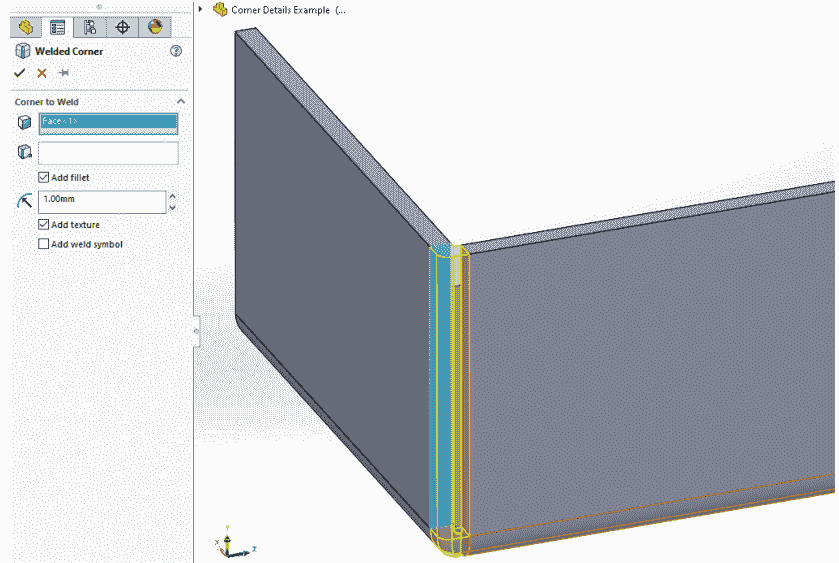 Corner Details Example (...
Welded Corner
Corner to Weld
Face<1>
Add fillet
1.00mm
Add texture
Add weld symbol
Y
X
Z